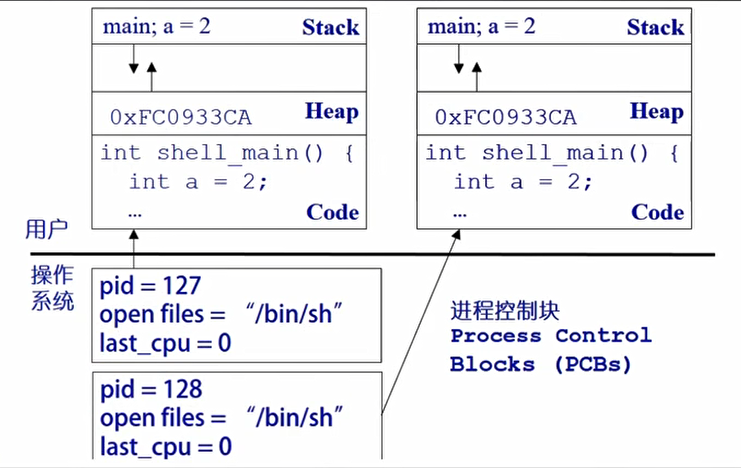 main; a = 2 Stack
0xFC0933CA Heap
int shell_main() {
int a = 2;
... Code
main; a = 2 Stack
0xFC0933CA Heap
int shell_main() {
int a = 2;
... Code
用户
操作
系统
pid = 127
open files = “/bin/sh”
last_cpu = 0
pid = 128
open files = “/bin/sh”
last_cpu = 0
进程控制块
Process Control
Blocks (PCBs)